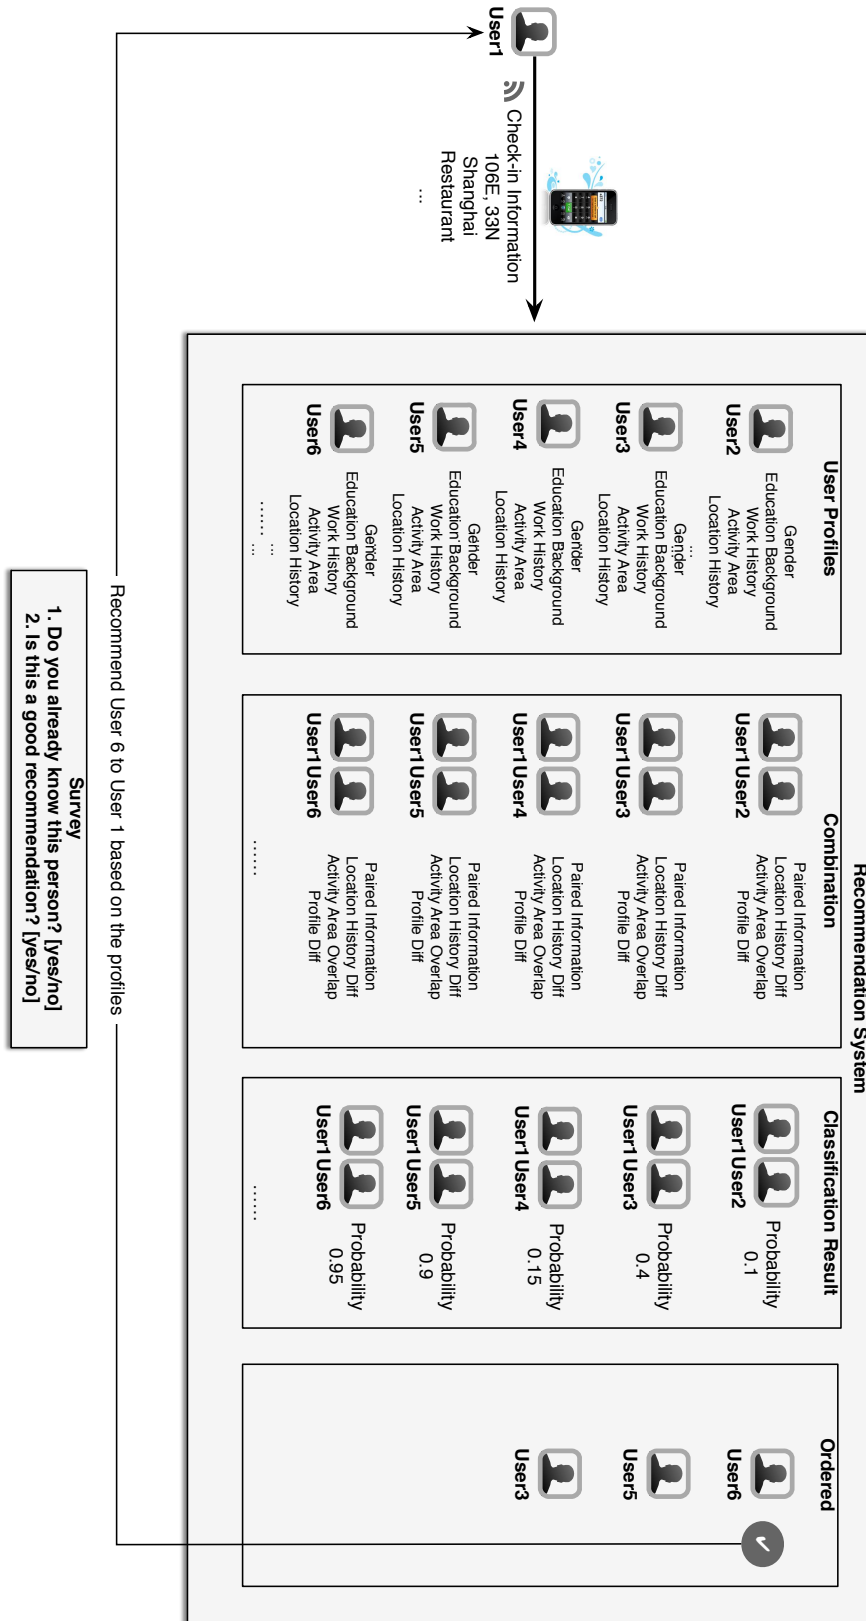 User1
Check-in Information
106E, 33N
Shanghai
Restaurant
...
Recommendation System
User Profiles
User2
Gender
Education Background
Work History
Activity Area
Location History
...
User3
Gender
Education Background
Work History
Activity Area
Location History
...
User4
Gender
Education Background
Work History
Activity Area
Location History
...
User5
Gender
Education Background
Work History
Activity Area
Location History
...
User6
Gender
Education Background
Work History
Activity Area
Location History
...
......
Combination
User1User2
Paired Information
Location History Diff
Activity Area Overlap
Profile Diff
User1User3
Paired Information
Location History Diff
Activity Area Overlap
Profile Diff
User1User4
Paired Information
Location History Diff
Activity Area Overlap
Profile Diff
User1User5
Paired Information
Location History Diff
Activity Area Overlap
Profile Diff
User1User6
Paired Information
Location History Diff
Activity Area Overlap
Profile Diff
......
Classification Result
User1User2
Probability
0.1
User1User3
Probability
0.4
User1User4
Probability
0.15
User1User5
Probability
0.9
User1User6
Probability
0.95
......
Ordered
User6
User5
User3
Recommend User 6 to User 1 based on the profiles
Survey
1. Do you already know this person? [yes/no]
2. Is this a good recommendation? [yes/no]